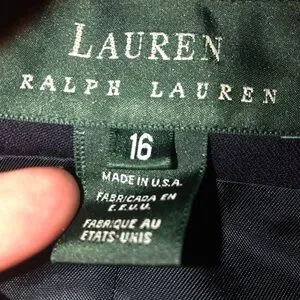 LAUREN
RALPH LAUREN
16
MADE IN U.S.A.
FABRICADA EN
E.E.U.U.
FABRIQUE AU
ETATS-UNIS